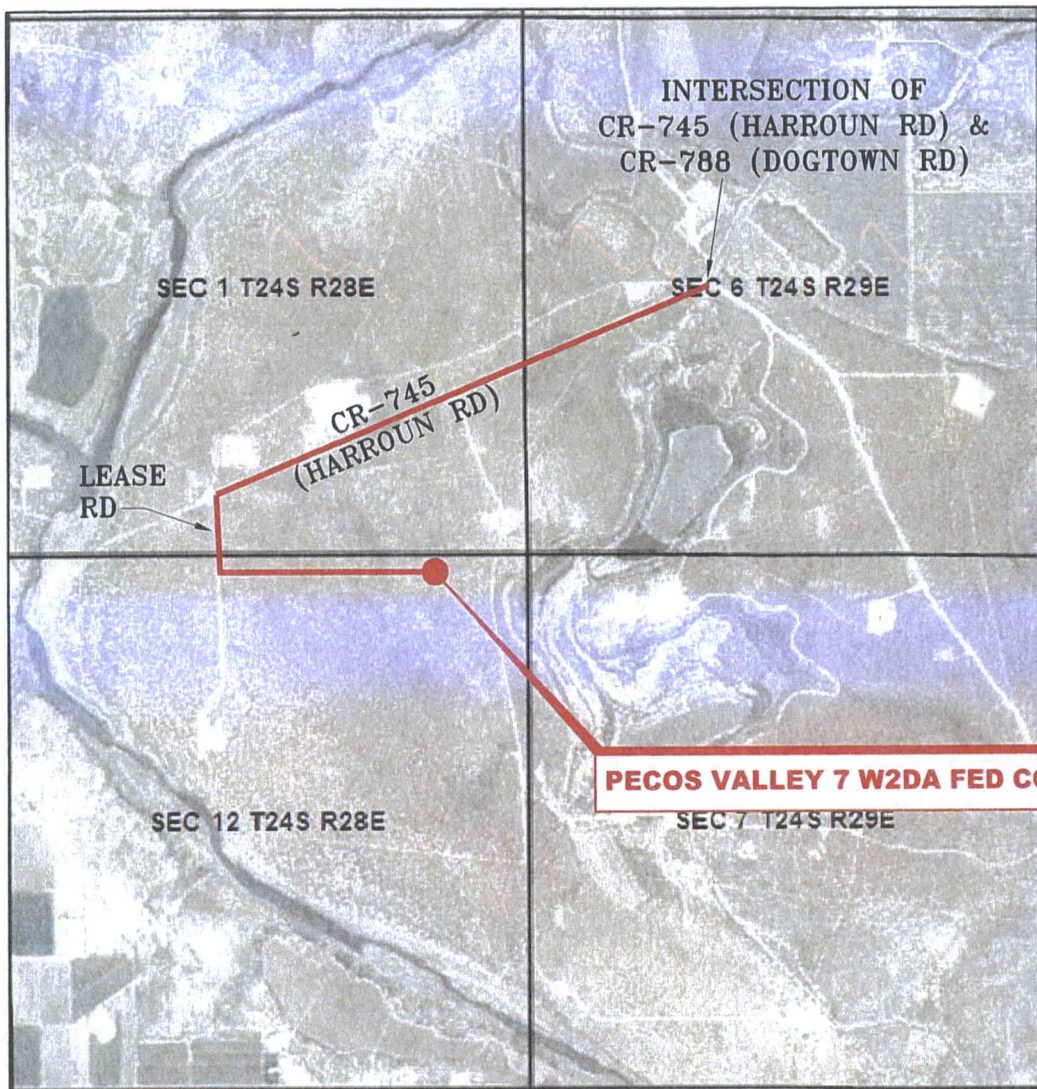 INTERSECTION OF
CR-745 (HARROUN RD) &
CR-788 (DOGTOWN RD)
SEC 1 T24S R28E
SEC 6 T24S R29E
CR-745
(HARROUN RD)
LEASE
RD
PECOS VALLEY 7 W2DA FED
SEC 12 T24S R28E
SEC 7 T24S R29E